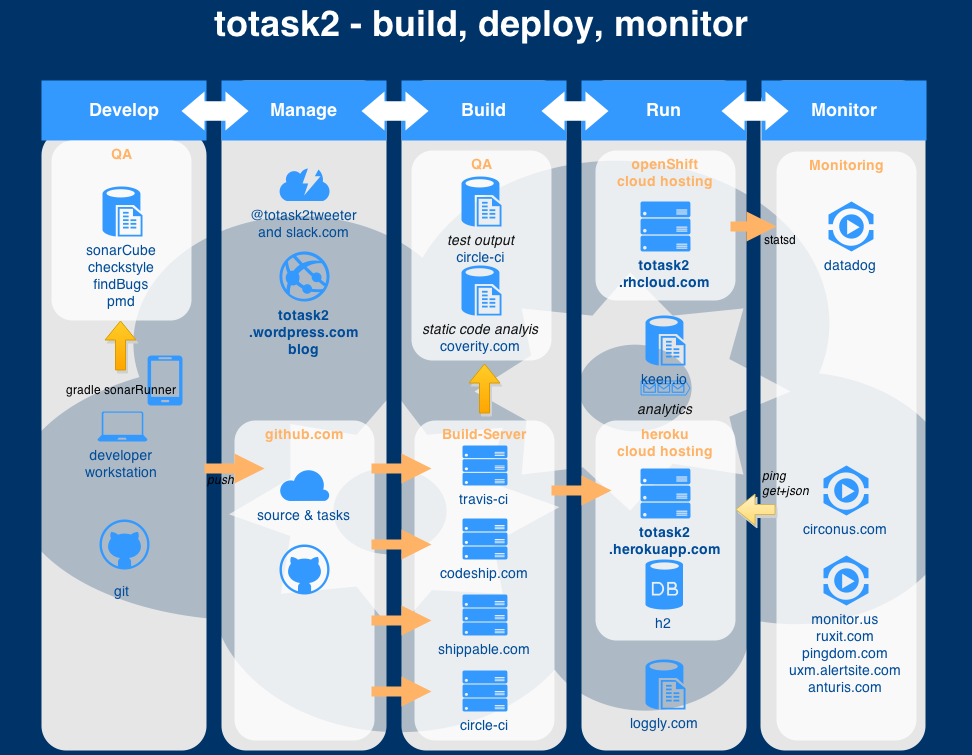 totask2 - build, deploy, monitor
Develop
Manage
Build
Run
Monitor
QA
sonarCube
checkstyle
findBugs
pmd
gradle sonarRunner
developer
workstation
git
push
@totask2tweeter
and slack.com
totask2
.wordpress.com
blog
github.com
source & tasks
QA
test output
circle-ci
static code analyis
coverity.com
Build-Server
travis-ci
codeship.com
shippable.com
circle-ci
openShift
cloud hosting
totask2
.rhcloud.com
keen.io
analytics
heroku
cloud hosting
totask2
.herokuapp.com
DB
h2
loggly.com
statsd
Monitoring
datadog
ping
get+json
circonus.com
monitor.us
ruxit.com
pingdom.com
uxm.alertsite.com
anturis.com